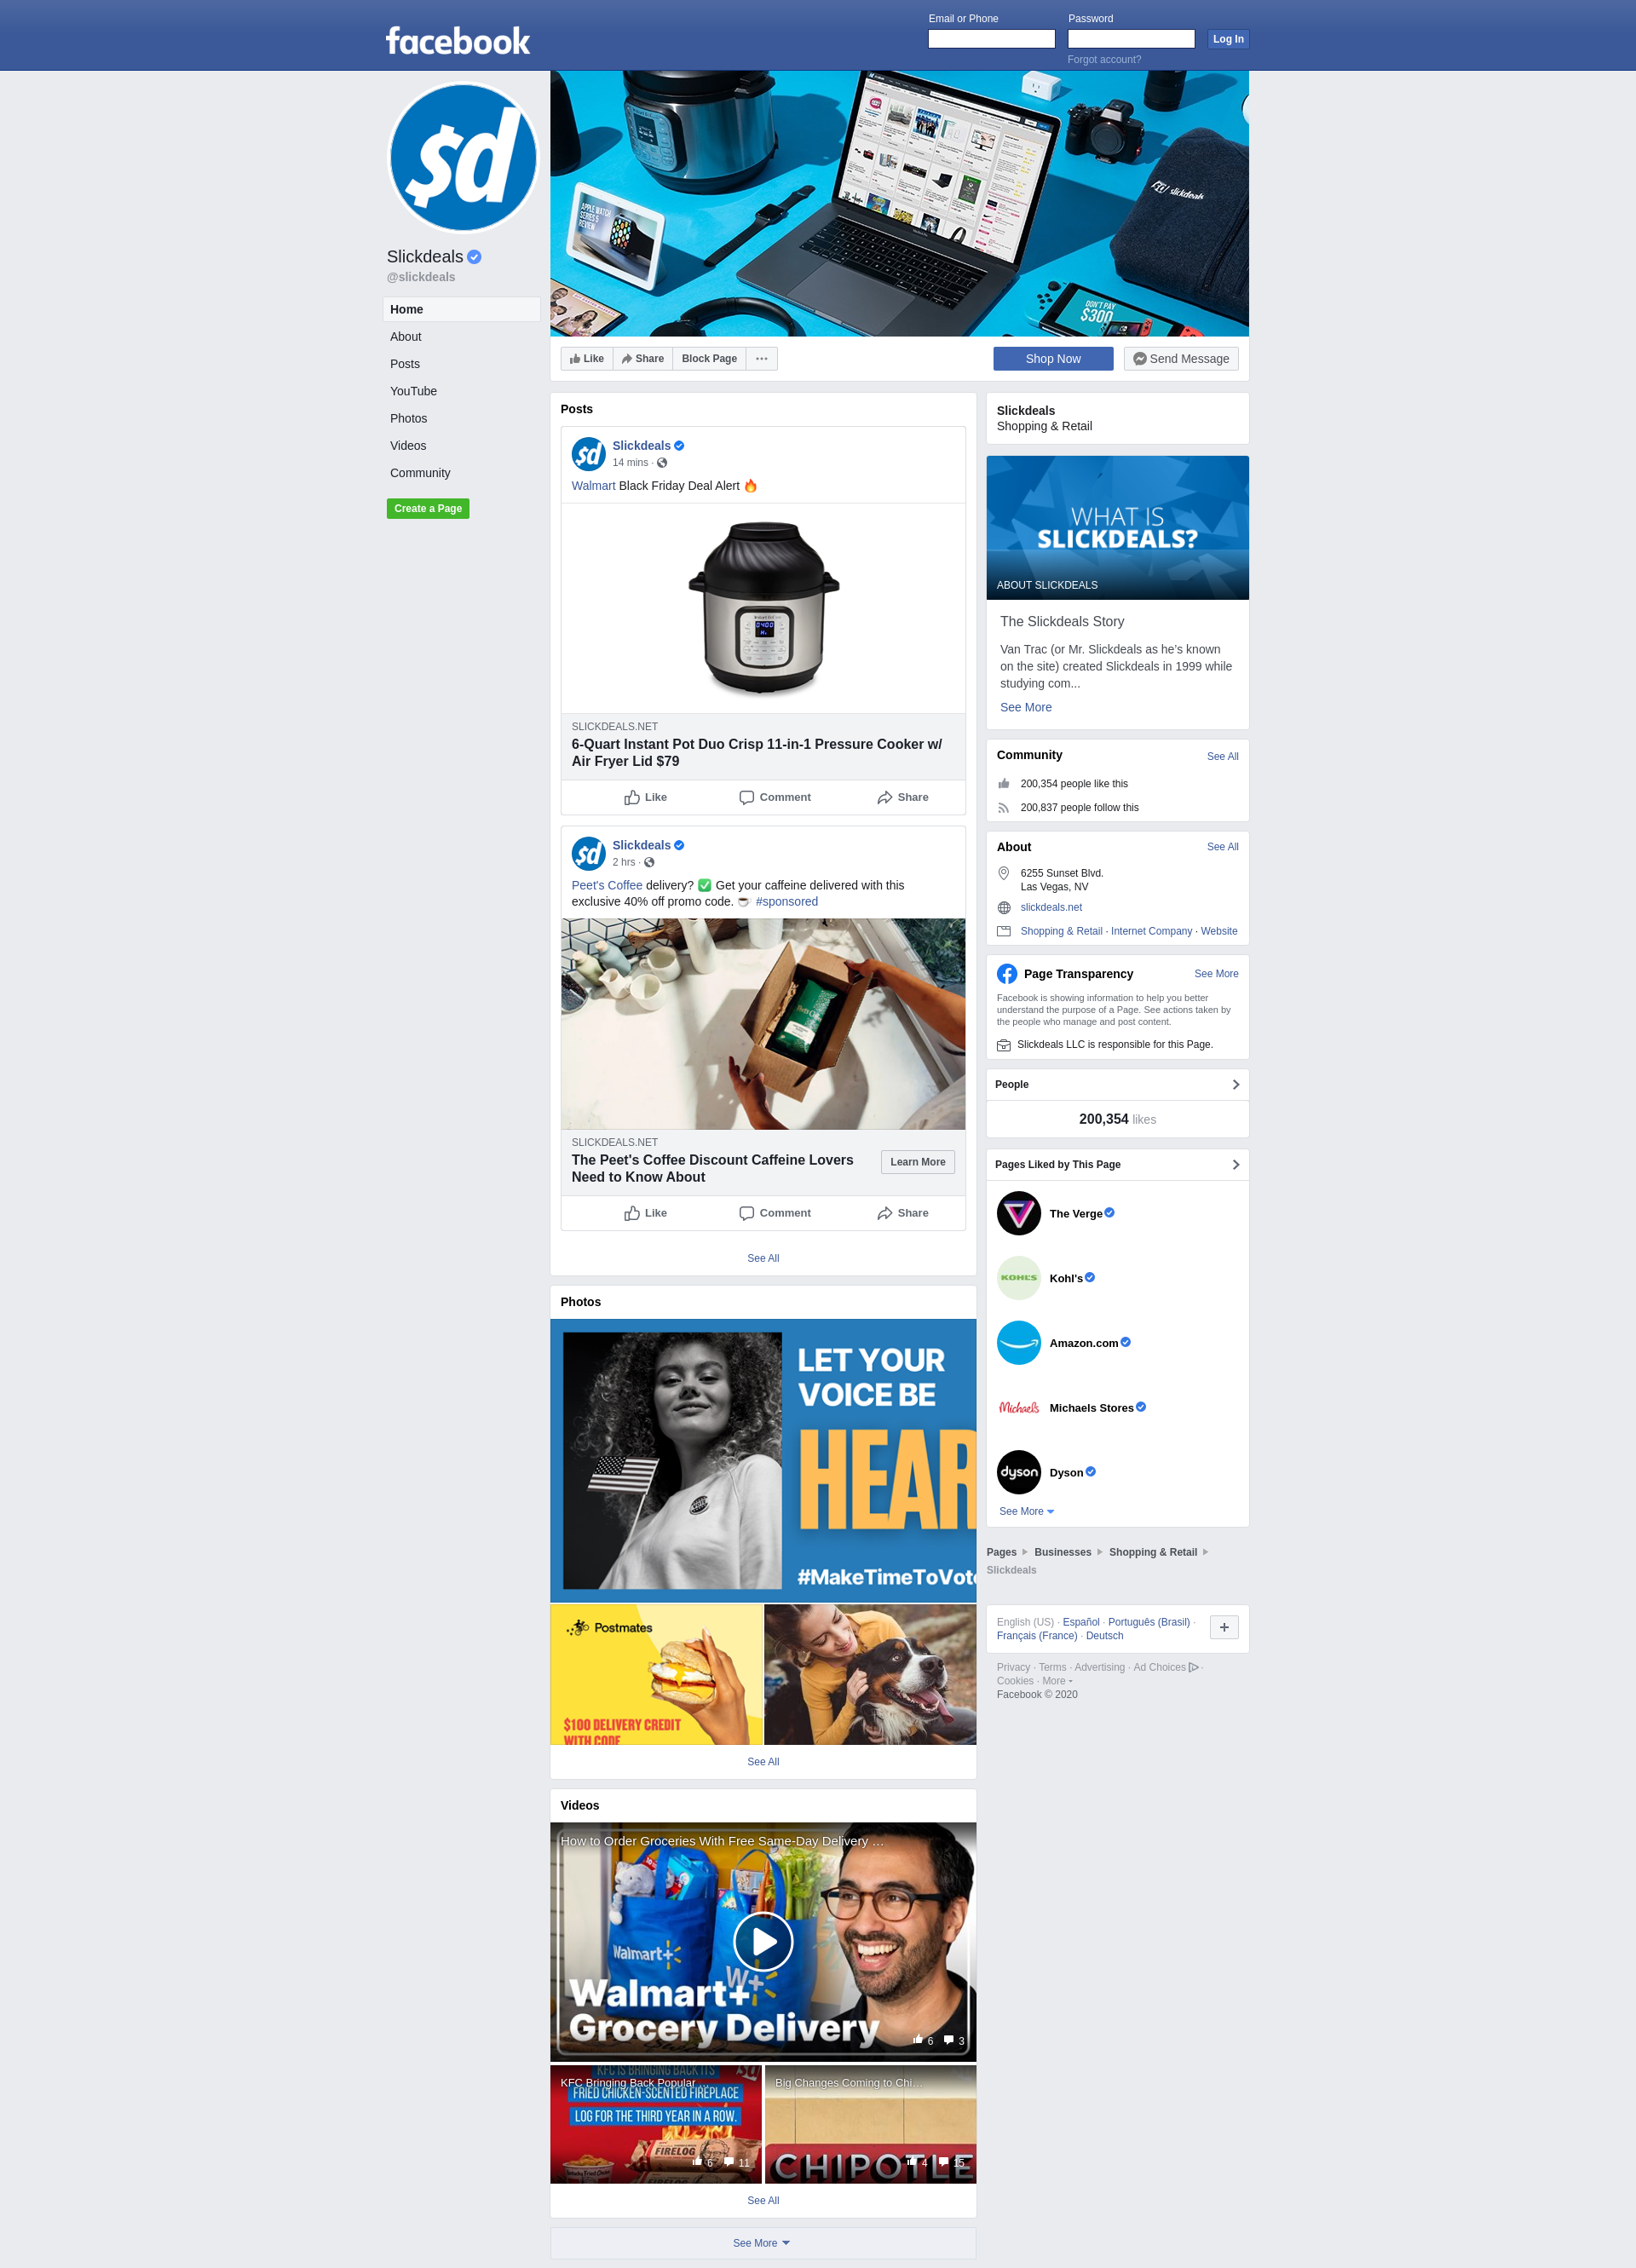 facebook
Email or Phone
Password
Log In
Forgot account?
$d
Slickdeals
@slickdeals
Home
About
Posts
YouTube
Photos
Videos
Community
Create a Page
APPLE WATCH
SERIES 5
REVIEW
slickdeals
DON'T PAY
$300
Like
Share
Block Page
Shop Now
Send Message
Posts
$d
Slickdeals
14 mins ·
Walmart Black Friday Deal Alert 🔥
SLICKDEALS.NET
6-Quart Instant Pot Duo Crisp 11-in-1 Pressure Cooker w/
Air Fryer Lid $79
Like
Comment
Share
$d
Slickdeals
2 hrs ·
Peet's Coffee delivery? ✅ Get your caffeine delivered with this
exclusive 40% off promo code. ☕ #sponsored
SLICKDEALS.NET
The Peet's Coffee Discount Caffeine Lovers
Need to Know About
Learn More
Like
Comment
Share
See All
Photos
LET YOUR
VOICE BE
HEAR
#MakeTimeToVote
Postmates
$100 DELIVERY CREDIT
WITH CODE
See All
Videos
How to Order Groceries With Free Same-Day Delivery …
Walmart+
W+
Walmart+
Grocery Delivery
6
3
KFC IS BRINGING BACK ITS
KFC Bringing Back Popular
FRIED CHICKEN-SCENTED FIREPLACE
LOG FOR THE THIRD YEAR IN A ROW.
FIRELOG
FIRELOG
6
11
Big Changes Coming to Chi…
CHIPOTLE
4
15
See All
See More
Slickdeals
Shopping & Retail
WHAT IS
SLICKDEALS?
ABOUT SLICKDEALS
The Slickdeals Story
Van Trac (or Mr. Slickdeals as he's known
on the site) created Slickdeals in 1999 while
studying com...
See More
Community
See All
200,354 people like this
200,837 people follow this
About
See All
6255 Sunset Blvd.
Las Vegas, NV
slickdeals.net
Shopping & Retail · Internet Company · Website
Page Transparency
See More
Facebook is showing information to help you better
understand the purpose of a Page. See actions taken by
the people who manage and post content.
Slickdeals LLC is responsible for this Page.
People
200,354 likes
Pages Liked by This Page
The Verge
KOHL'S
Kohl's
Amazon.com
Michaels
Michaels Stores
dyson
Dyson
See More
Pages
Businesses
Shopping & Retail
Slickdeals
English (US) · Español · Português (Brasil) ·
Français (France) · Deutsch
+
Privacy · Terms · Advertising · Ad Choices ·
Cookies · More
Facebook © 2020